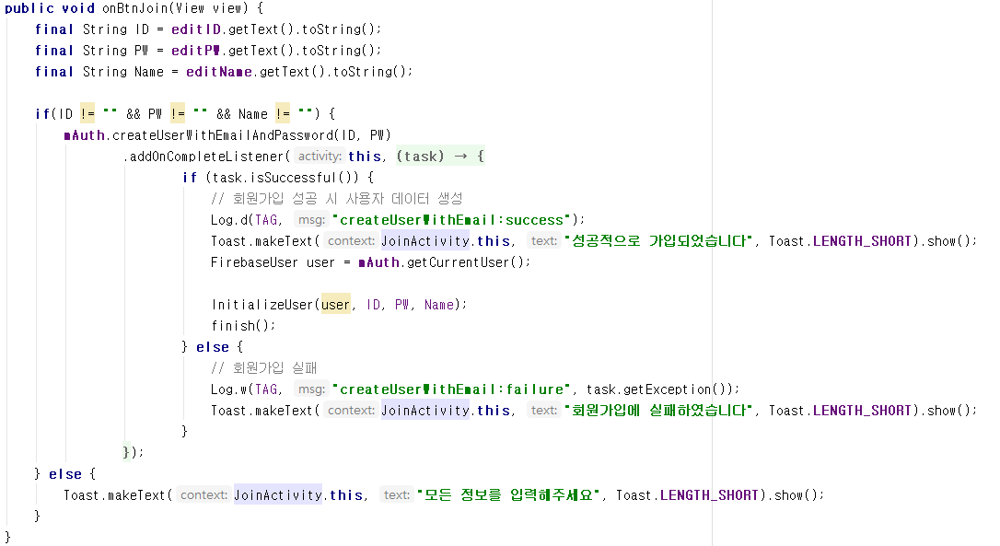 public void onBtnJoin(View view) {
final String ID = editID.getText().toString();
final String PW = editPW.getText().toString();
final String Name = editName.getText().toString();
if(ID != "" && PW != "" && Name != "") {
mAuth.createUserWithEmailAndPassword(ID, PW)
.addOnCompleteListener( activity: this, (task) → {
if (task.isSuccessful()) {
// 회원가입 성공 시 사용자 데이터 생성
Log.d(TAG, msg: "createUserWithEmail:success");
Toast.makeText( context: JoinActivity.this, text: "성공적으로 가입되었습니다", Toast.LENGTH_SHORT).show();
FirebaseUser user = mAuth.getCurrentUser();
InitializeUser(user, ID, PW, Name);
finish();
} else {
// 회원가입 실패
Log.w(TAG, msg: "createUserWithEmail:failure", task.getException());
Toast.makeText( context: JoinActivity.this, text: "회원가입에 실패하였습니다", Toast.LENGTH_SHORT).show();
}
});
} else {
Toast.makeText( context: JoinActivity.this, text: "모든 정보를 입력해주세요", Toast.LENGTH_SHORT).show();
}
}